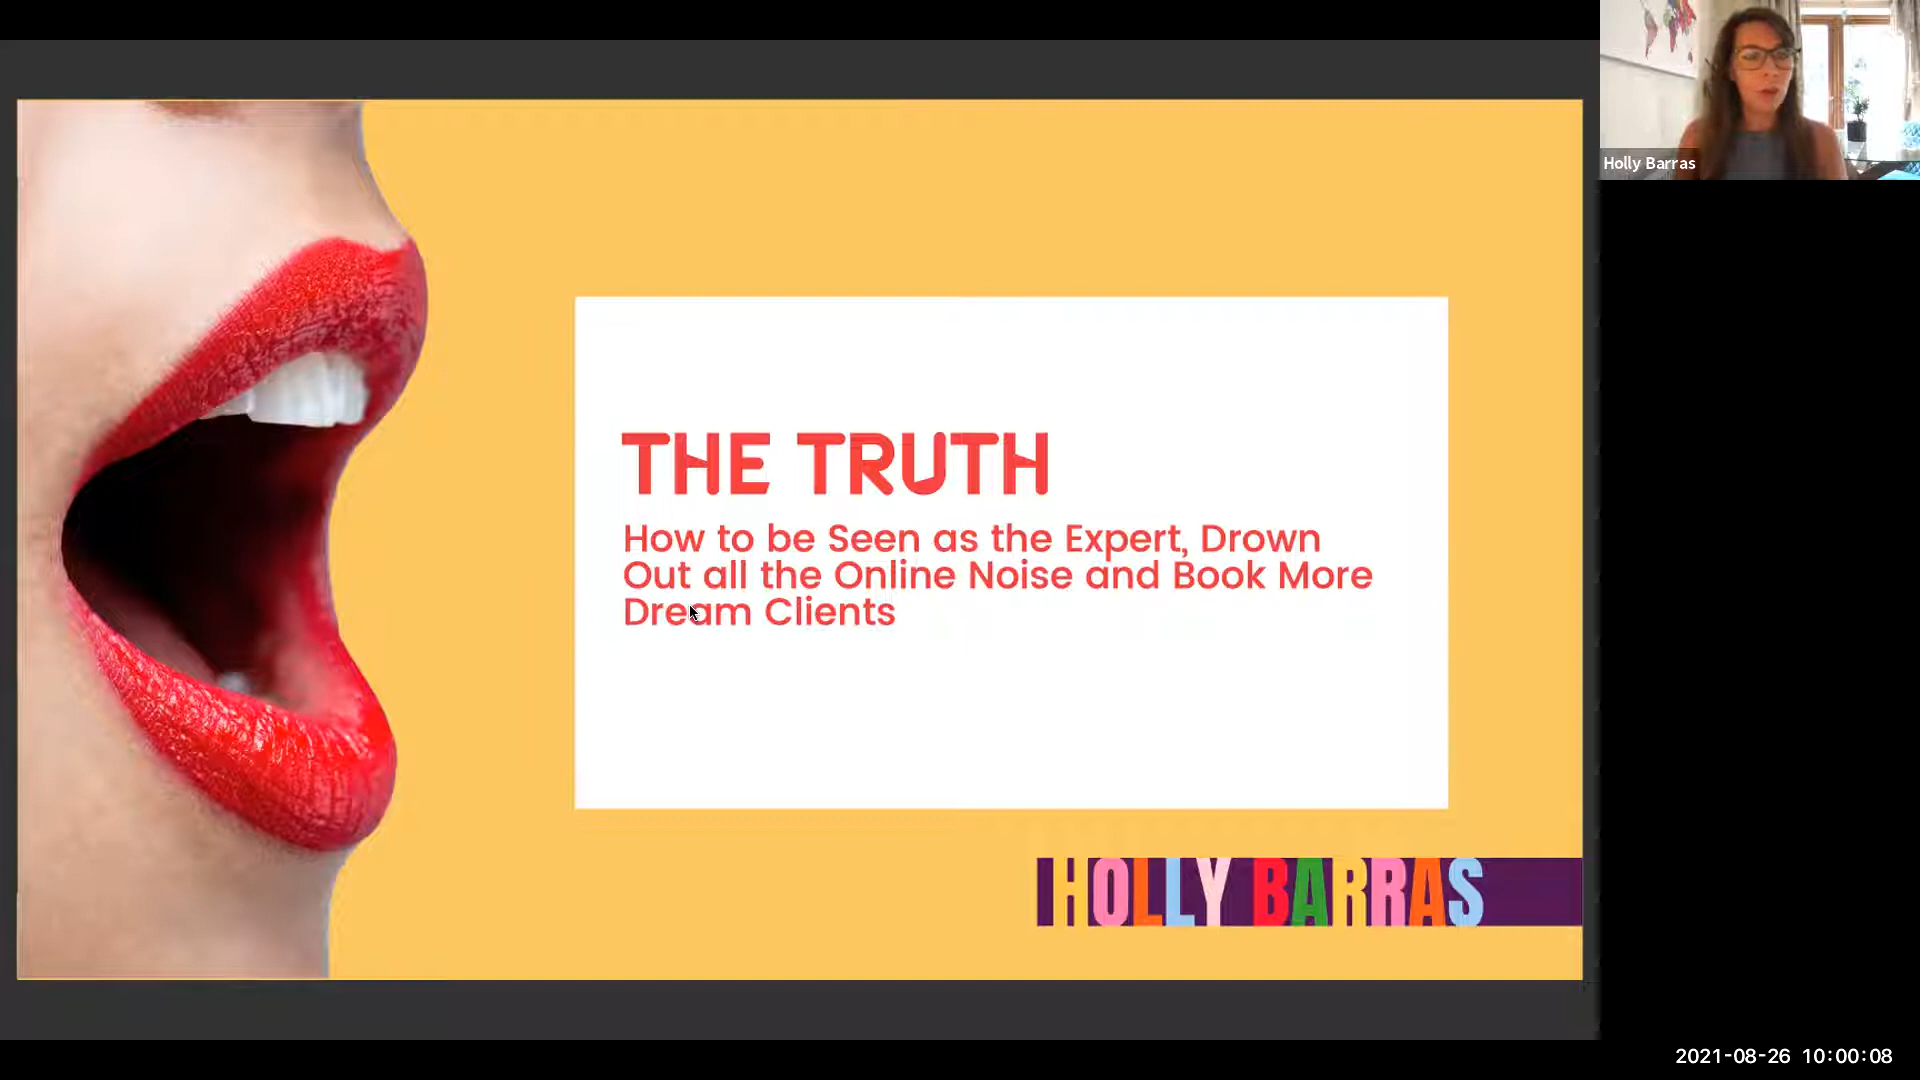 Holly Barras
THE TRUTH
How to be Seen as the Expert, Drown
Out all the Online Noise and Book More
Dream Clients
HOLLY BARRAS
2021-08-26 10:00:08